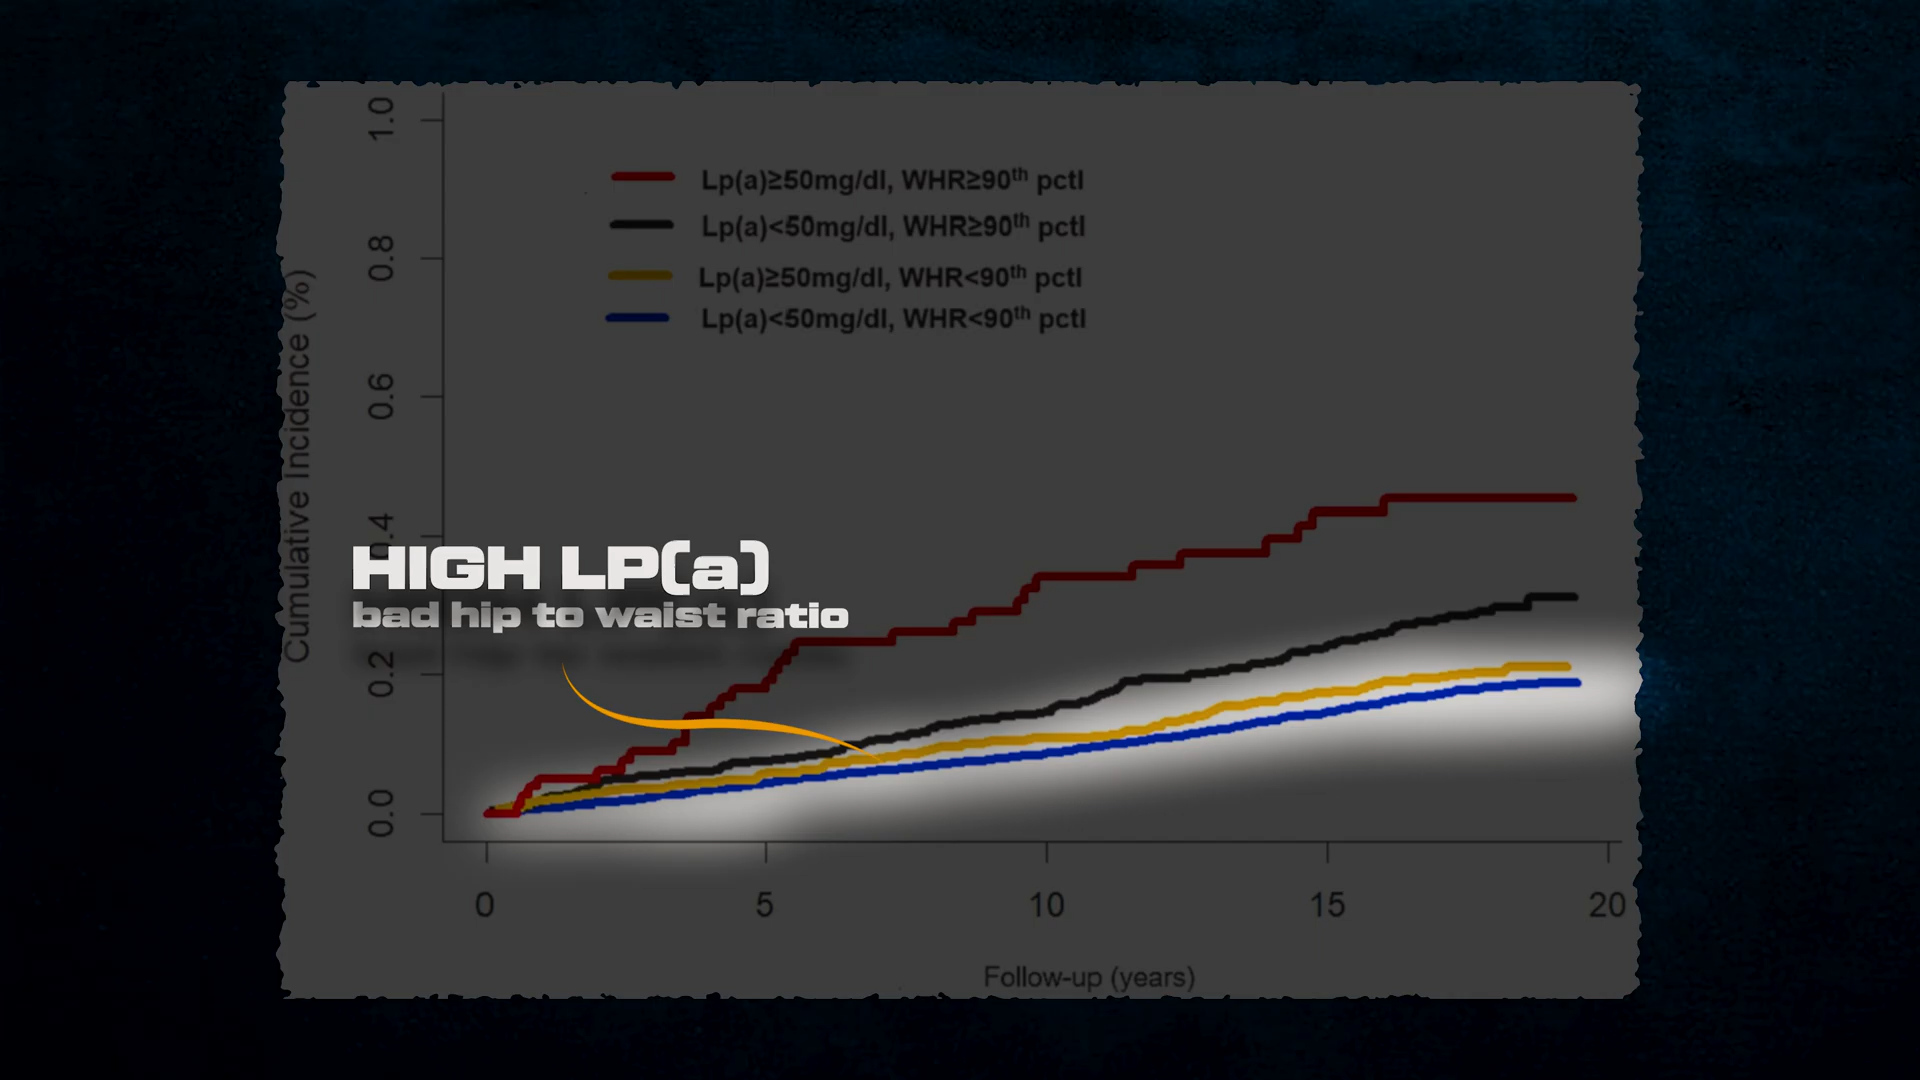 1.0
0.8
0.6
0.4
0.2
0.0
Cumulative Incidence (%)
Lp(a)≥50mg/dl, WHR≥90th pctl
Lp(a)<50mg/dl, WHR≥90th pctl
Lp(a)≥50mg/dl, WHR<90th pctl
Lp(a)<50mg/dl, WHR<90th pctl
HIGH LP(a)
bad hip to waist ratio
0 5 10 15 20
Follow-up (years)